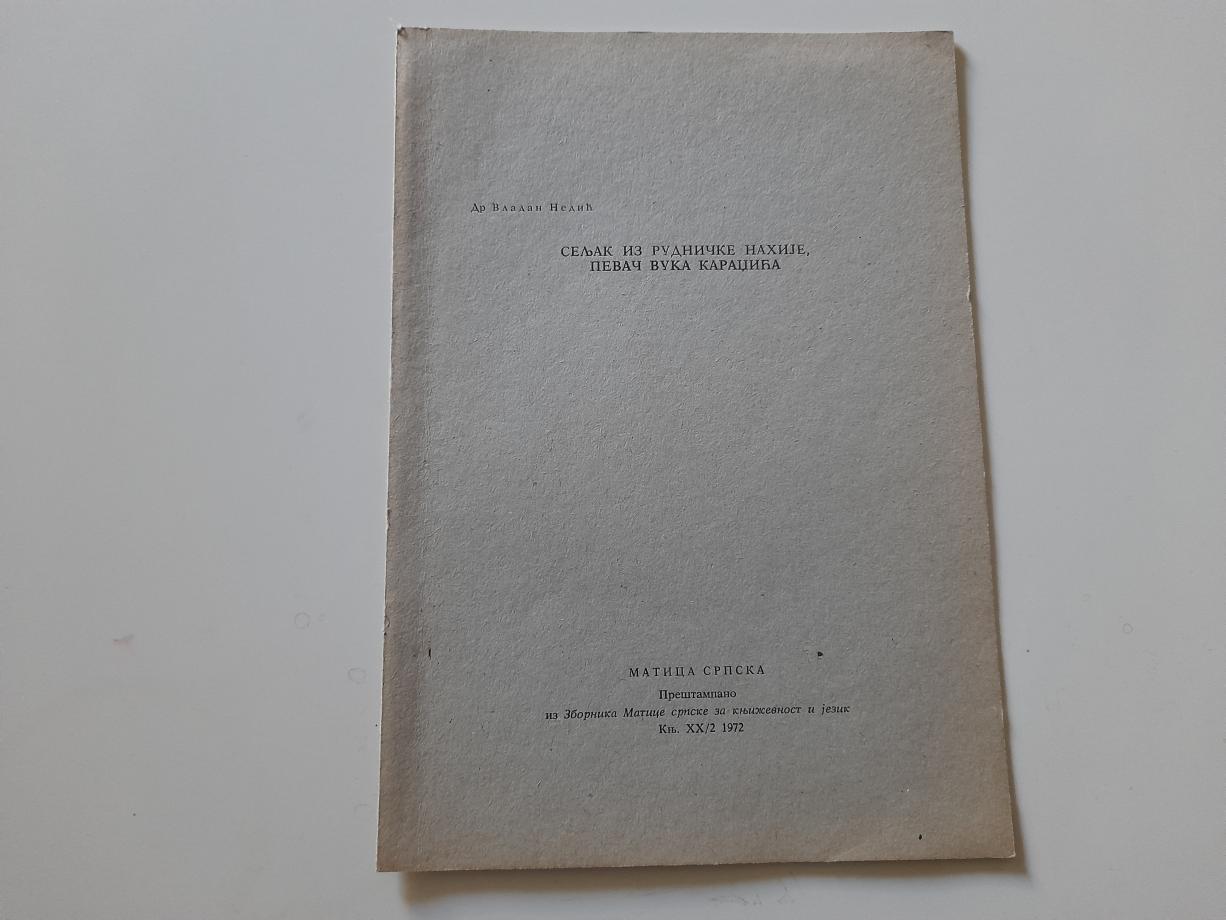 Др Владан Недић
СЕЉАК ИЗ РУДНИЧКЕ НАХИЈЕ,
ПЕВАЧ ВУКА КАРАЏИЋА
МАТИЦА СРПСКА
Прештампано
из Зборника Матице српске за књижевност и језик
Књ. XX/2 1972